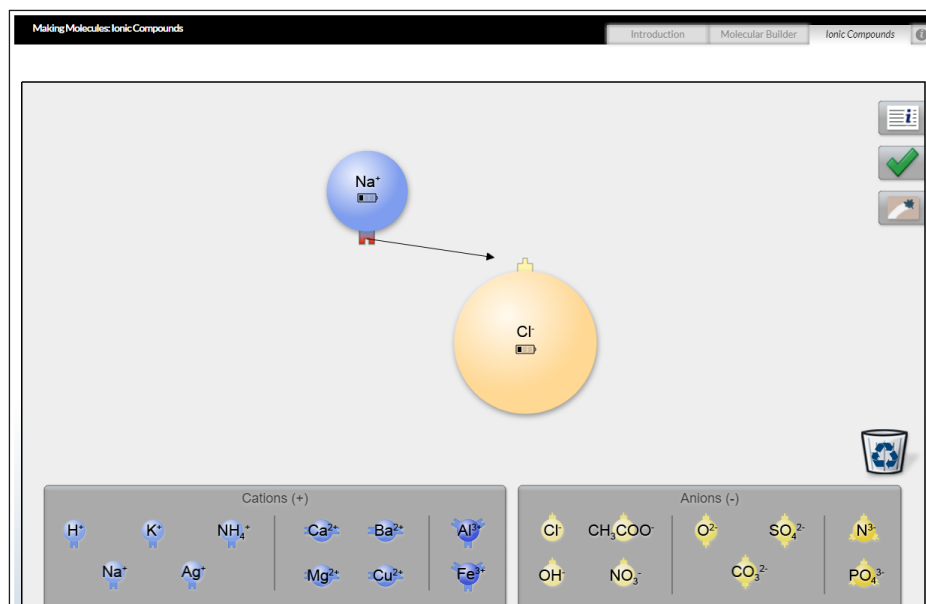 Making Molecules: Ionic Compounds
Introduction
Molecular Builder
Ionic Compounds
i
i
Na⁺
Cl⁻
Cations (+)
H⁺ K⁺ NH₄⁺ Ca²⁺ Ba²⁺ Al³⁺
Na⁺ Ag⁺ Mg²⁺ Cu²⁺ Fe³⁺
Anions (-)
Cl⁻ CH₃COO⁻ O²⁻ SO₄²⁻ N³⁻
OH⁻ NO₃⁻ CO₃²⁻ PO₄³⁻